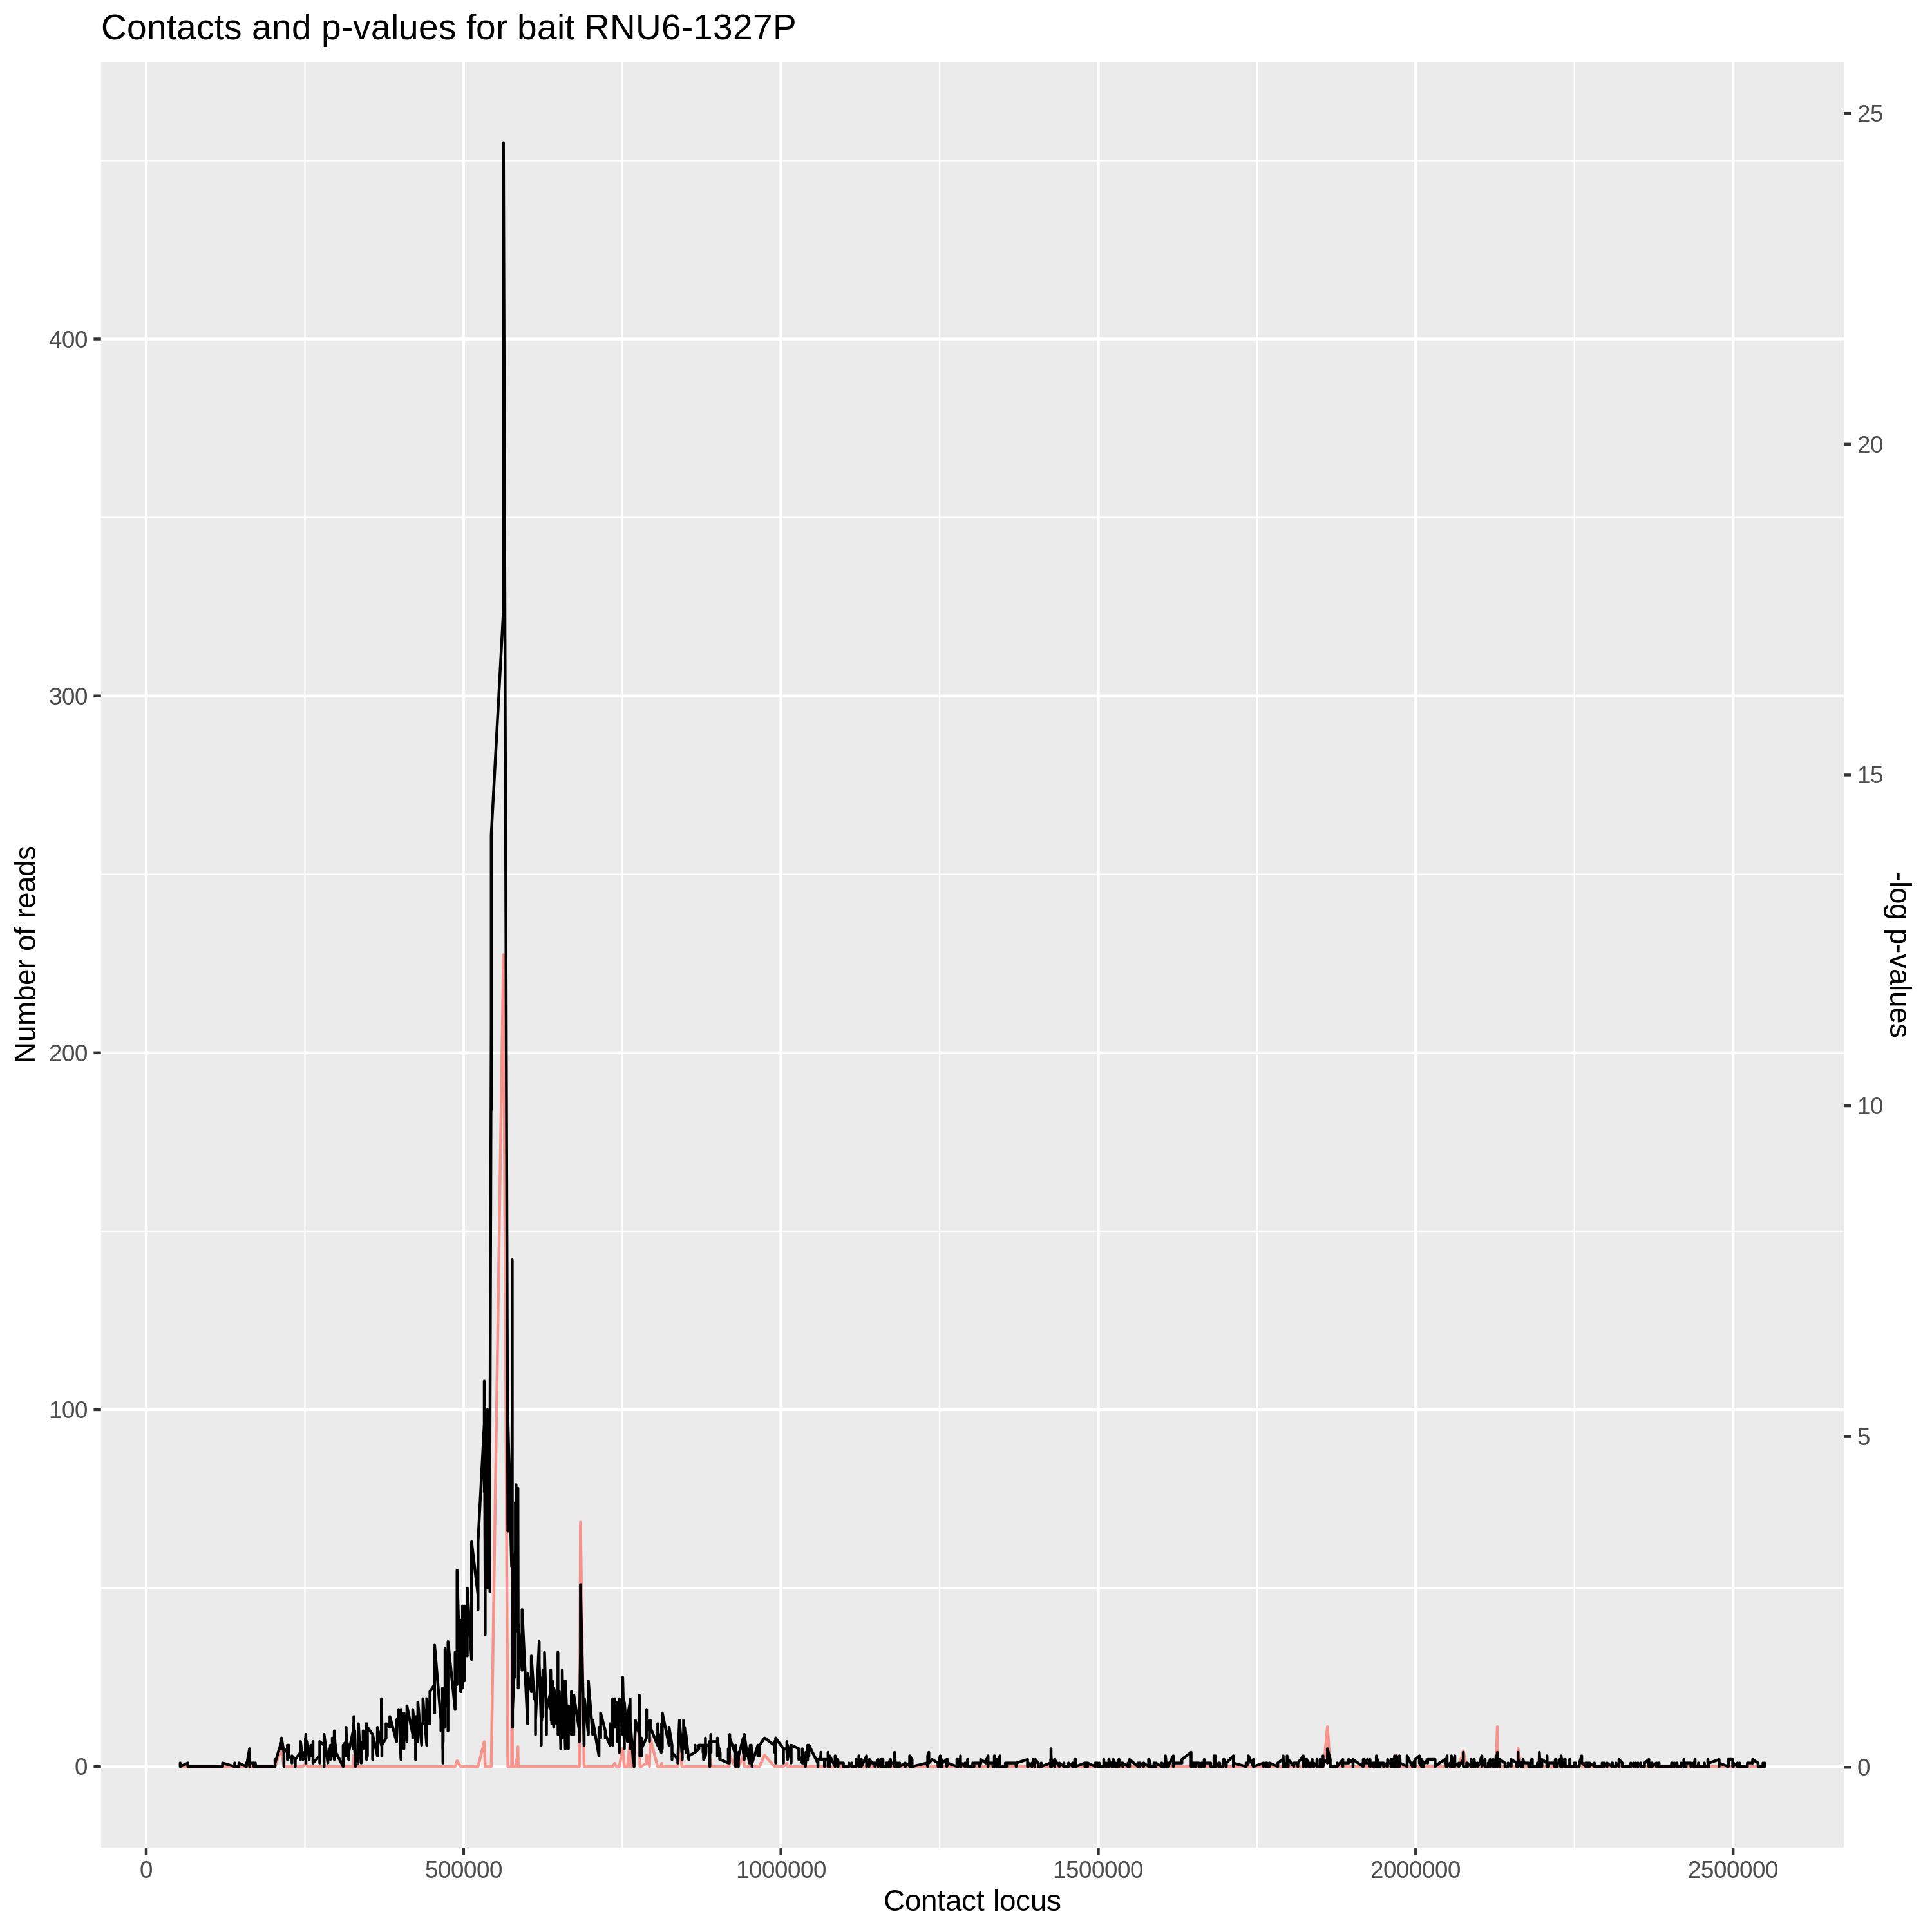 Contacts and p-values for bait RNU6-1327P
Number of reads
400
300
200
100
0
25
20
15
10
5
0
-log p-values
0 500000 1000000 1500000 2000000 2500000
Contact locus